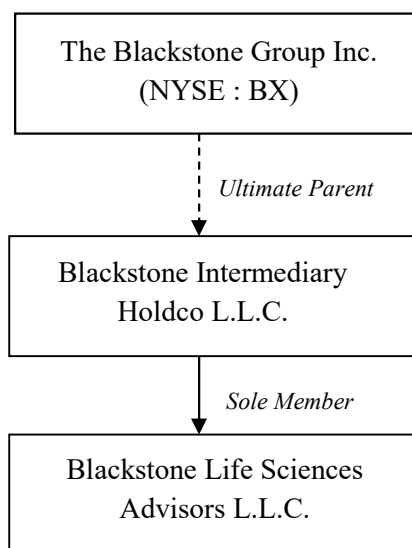 The Blackstone Group Inc.
(NYSE : BX)
Ultimate Parent
Blackstone Intermediary
Holdco L.L.C.
Sole Member
Blackstone Life Sciences
Advisors L.L.C.